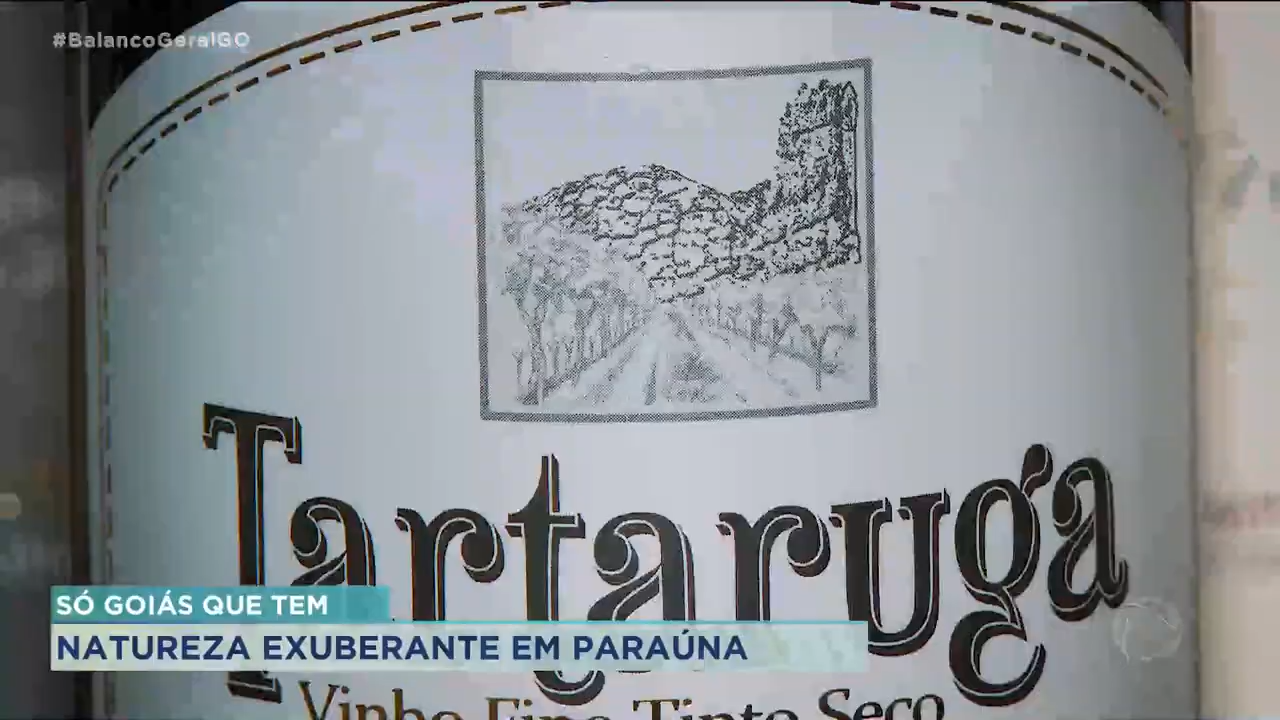 #BalancoGeralGO
Tartaruga
SÓ GOIÁS QUE TEM
NATUREZA EXUBERANTE EM PARAÚNA
Vinho Fino Tinto Seco